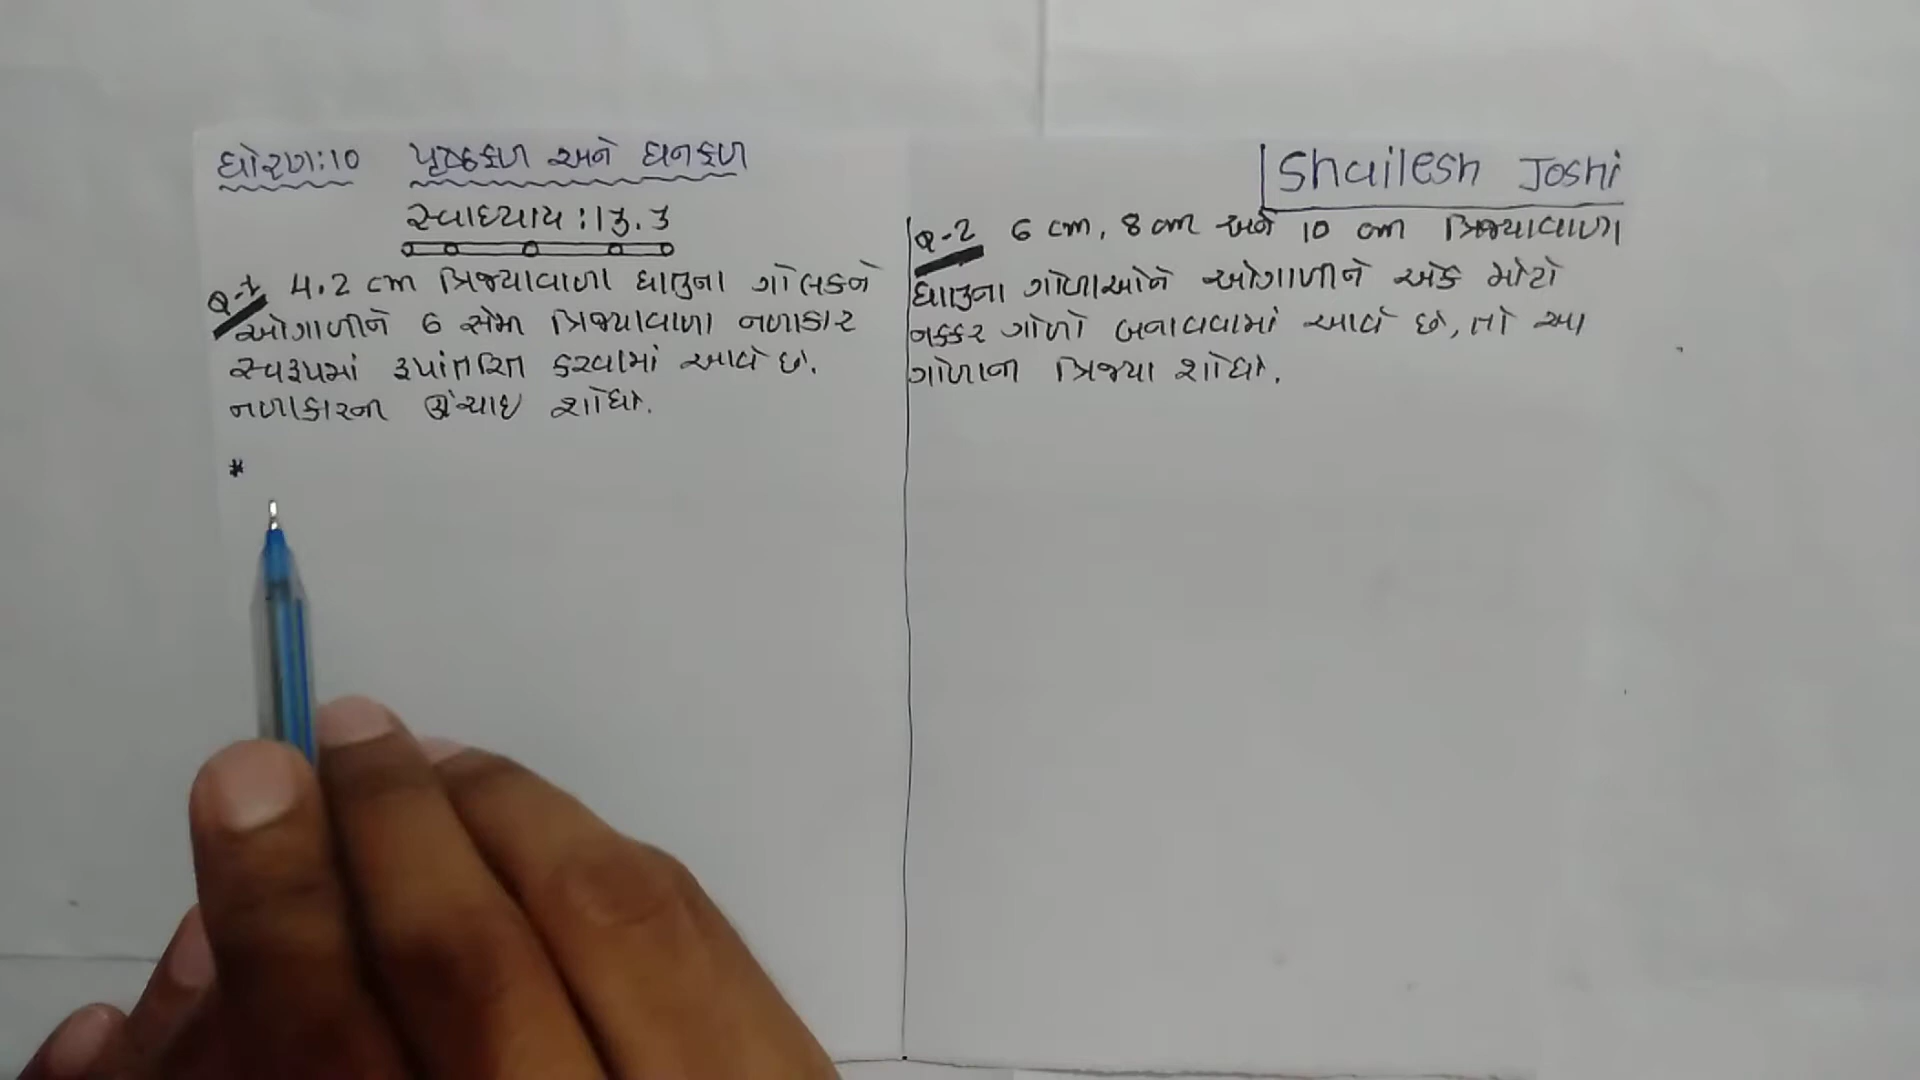 ધોરણ:10 પૃષ્ઠફળ અને ઘનફળ
Shailesh Joshi
સ્વાધ્યાય : 13.3
Q-1 4.2 cm ત્રિજ્યાવાળા ધાતુના ગોલકને
ઓગાળીને 6 સેમી ત્રિજ્યાવાળા નળાકાર
સ્વરૂપમાં રૂપાંતરિત કરવામાં આવે છે.
નળાકારની ઊંચાઇ શોધો.
*
Q-2 6 cm, 8 cm અને 10 cm ત્રિજ્યાવાળા
ધાતુના ગોળાઓને ઓગાળીને એક મોટો
નક્કર ગોળો બનાવવામાં આવે છે, તો આ
ગોળાની ત્રિજ્યા શોધો.